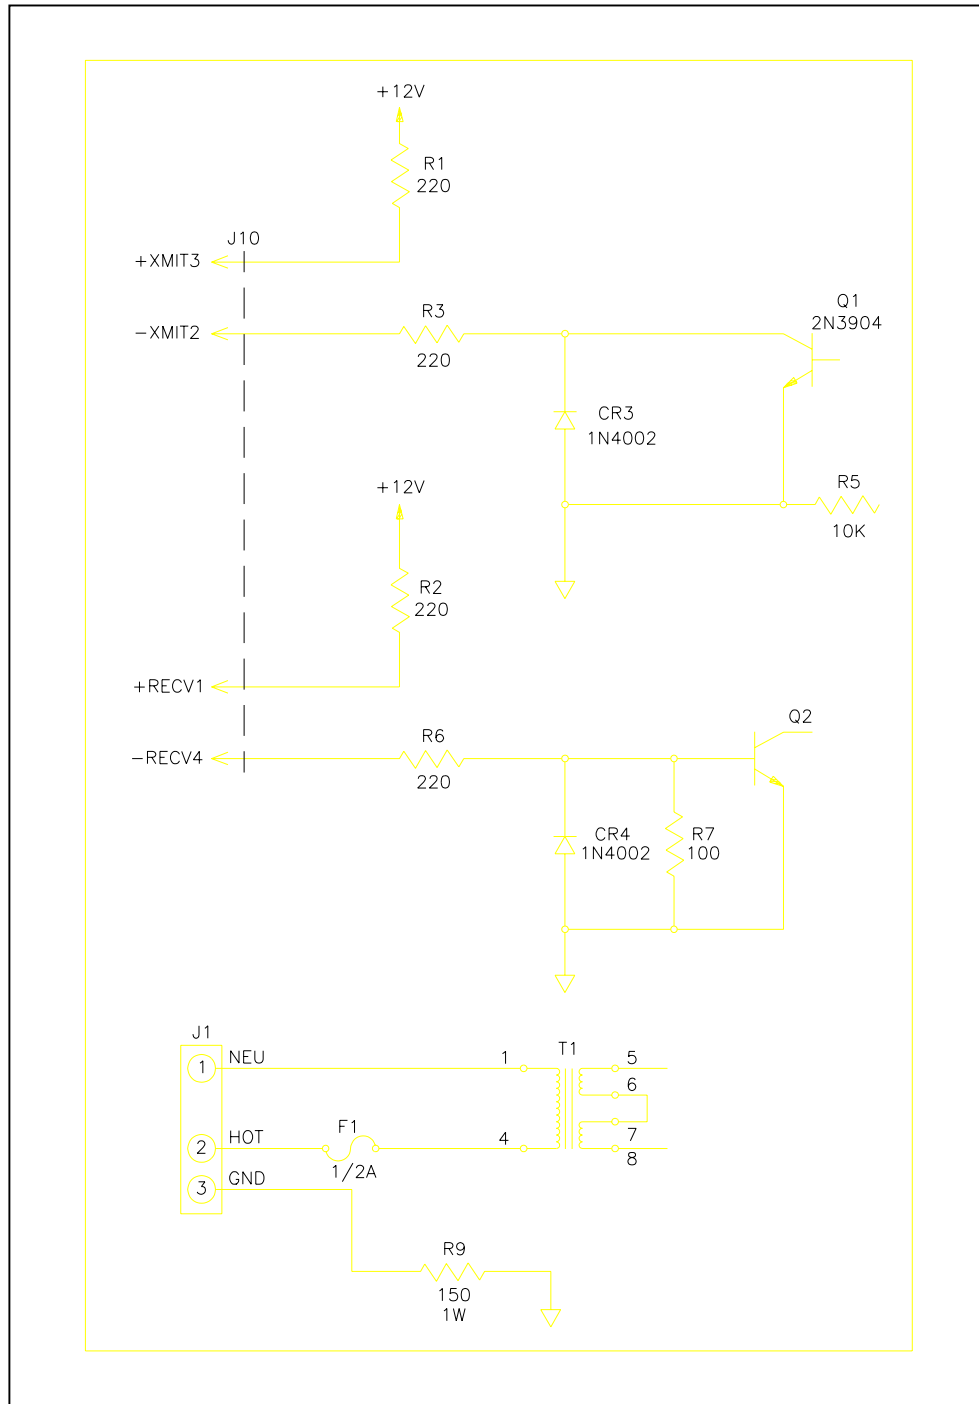 +12V
R1
220
J10
+XMIT3
R3
Q1
2N3904
-XMIT2
220
CR3
1N4002
+12V
R5
10K
R2
220
+RECV1
R6
Q2
-RECV4
220
CR4
1N4002
R7
100
J1
1
NEU
1
T1
5
6
2
HOT
F1
1/2A
4
7
8
3
GND
R9
150
1W